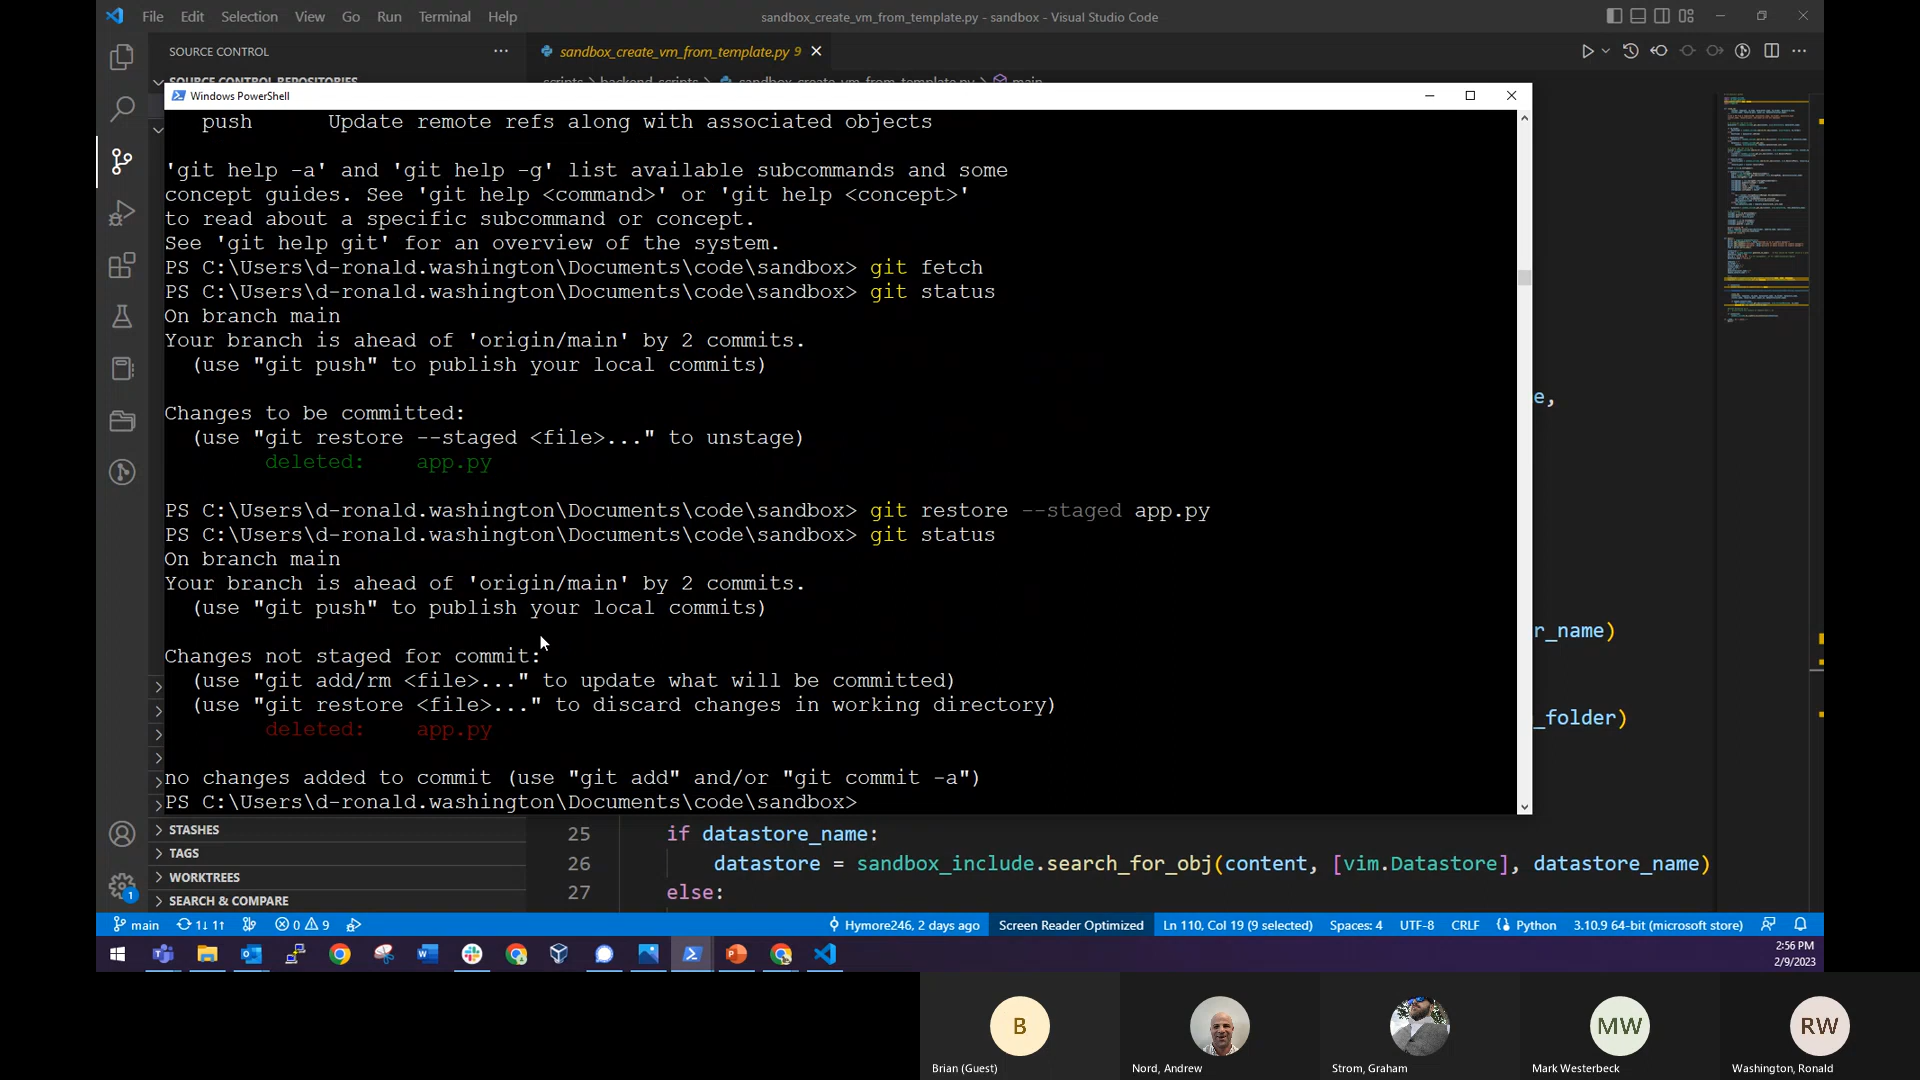 File Edit Selection View Go Run Terminal Help
sandbox_create_vm_from_template.py - sandbox - Visual Studio Code
SOURCE CONTROL
sandbox_create_vm_from_template.py 9
SOURCE CONTROL REPOSITORIES
scripts > backend-scripts > sandbox_create_vm_from_template.py > main
Windows PowerShell
push      Update remote refs along with associated objects
'git help -a' and 'git help -g' list available subcommands and some
concept guides. See 'git help <command>' or 'git help <concept>'
to read about a specific subcommand or concept.
See 'git help git' for an overview of the system.
PS C:\Users\d-ronald.washington\Documents\code\sandbox> git fetch
PS C:\Users\d-ronald.washington\Documents\code\sandbox> git status
On branch main
Your branch is ahead of 'origin/main' by 2 commits.
(use "git push" to publish your local commits)
Changes to be committed:
(use "git restore --staged <file>..." to unstage)
deleted:    app.py
PS C:\Users\d-ronald.washington\Documents\code\sandbox> git restore --staged app.py
PS C:\Users\d-ronald.washington\Documents\code\sandbox> git status
On branch main
Your branch is ahead of 'origin/main' by 2 commits.
(use "git push" to publish your local commits)
Changes not staged for commit:
(use "git add/rm <file>..." to update what will be committed)
(use "git restore <file>..." to discard changes in working directory)
deleted:    app.py
no changes added to commit (use "git add" and/or "git commit -a")
PS C:\Users\d-ronald.washington\Documents\code\sandbox>
e,
r_name)
_folder)
STASHES
TAGS
WORKTREES
SEARCH & COMPARE
25 if datastore_name:
26 datastore = sandbox_include.search_for_obj(content, [vim.Datastore], datastore_name)
27 else:
main 1↓ 1↑ 0 9 Hymore246, 2 days ago Screen Reader Optimized Ln 110, Col 19 (9 selected) Spaces: 4 UTF-8 CRLF Python 3.10.9 64-bit (microsoft store)
1
2:56 PM
2/9/2023
B
MW
RW
Brian (Guest)
Nord, Andrew
Strom, Graham
Mark Westerbeck
Washington, Ronald